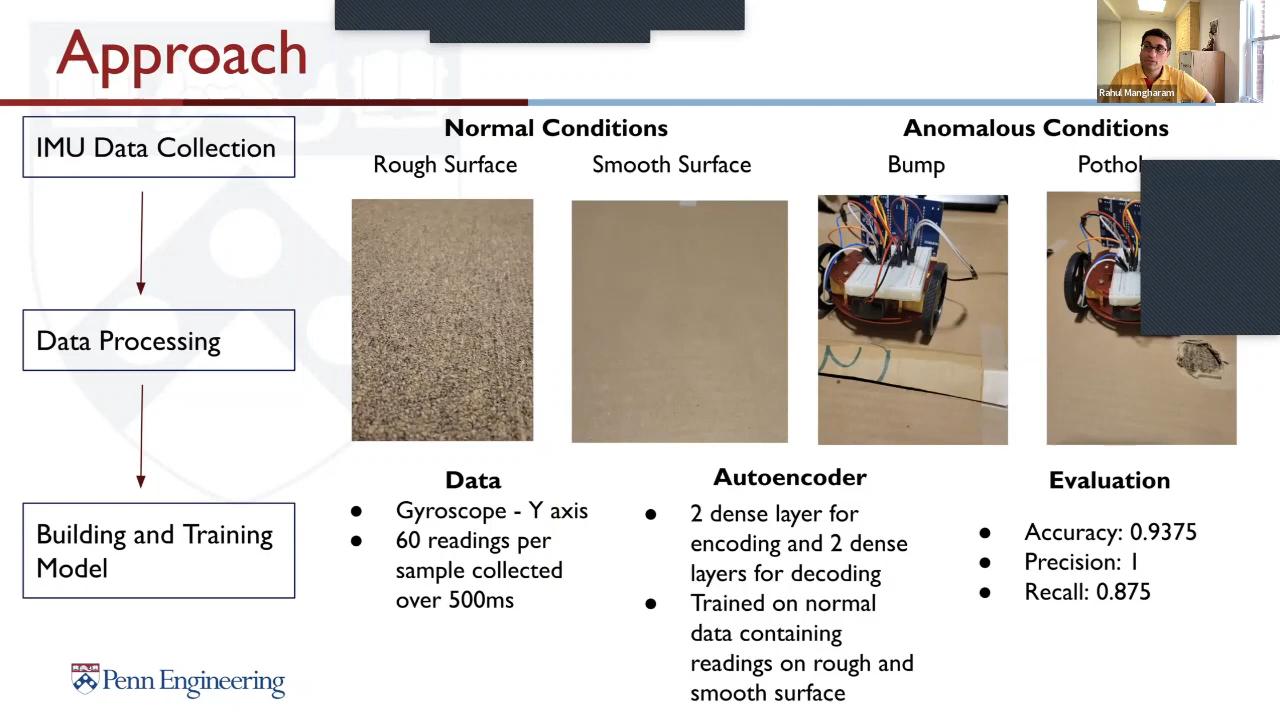 Approach
Rahul Mangharam
IMU Data Collection
Data Processing
Building and Training
Model
Normal Conditions
Anomalous Conditions
Rough Surface
Smooth Surface
Bump
Data
Gyroscope - Y axis
60 readings per
sample collected
over 500ms
Autoencoder
2 dense layer for
encoding and 2 dense
layers for decoding
Trained on normal
data containing
readings on rough and
smooth surface
Evaluation
Accuracy: 0.9375
Precision: 1
Recall: 0.875
Penn Engineering